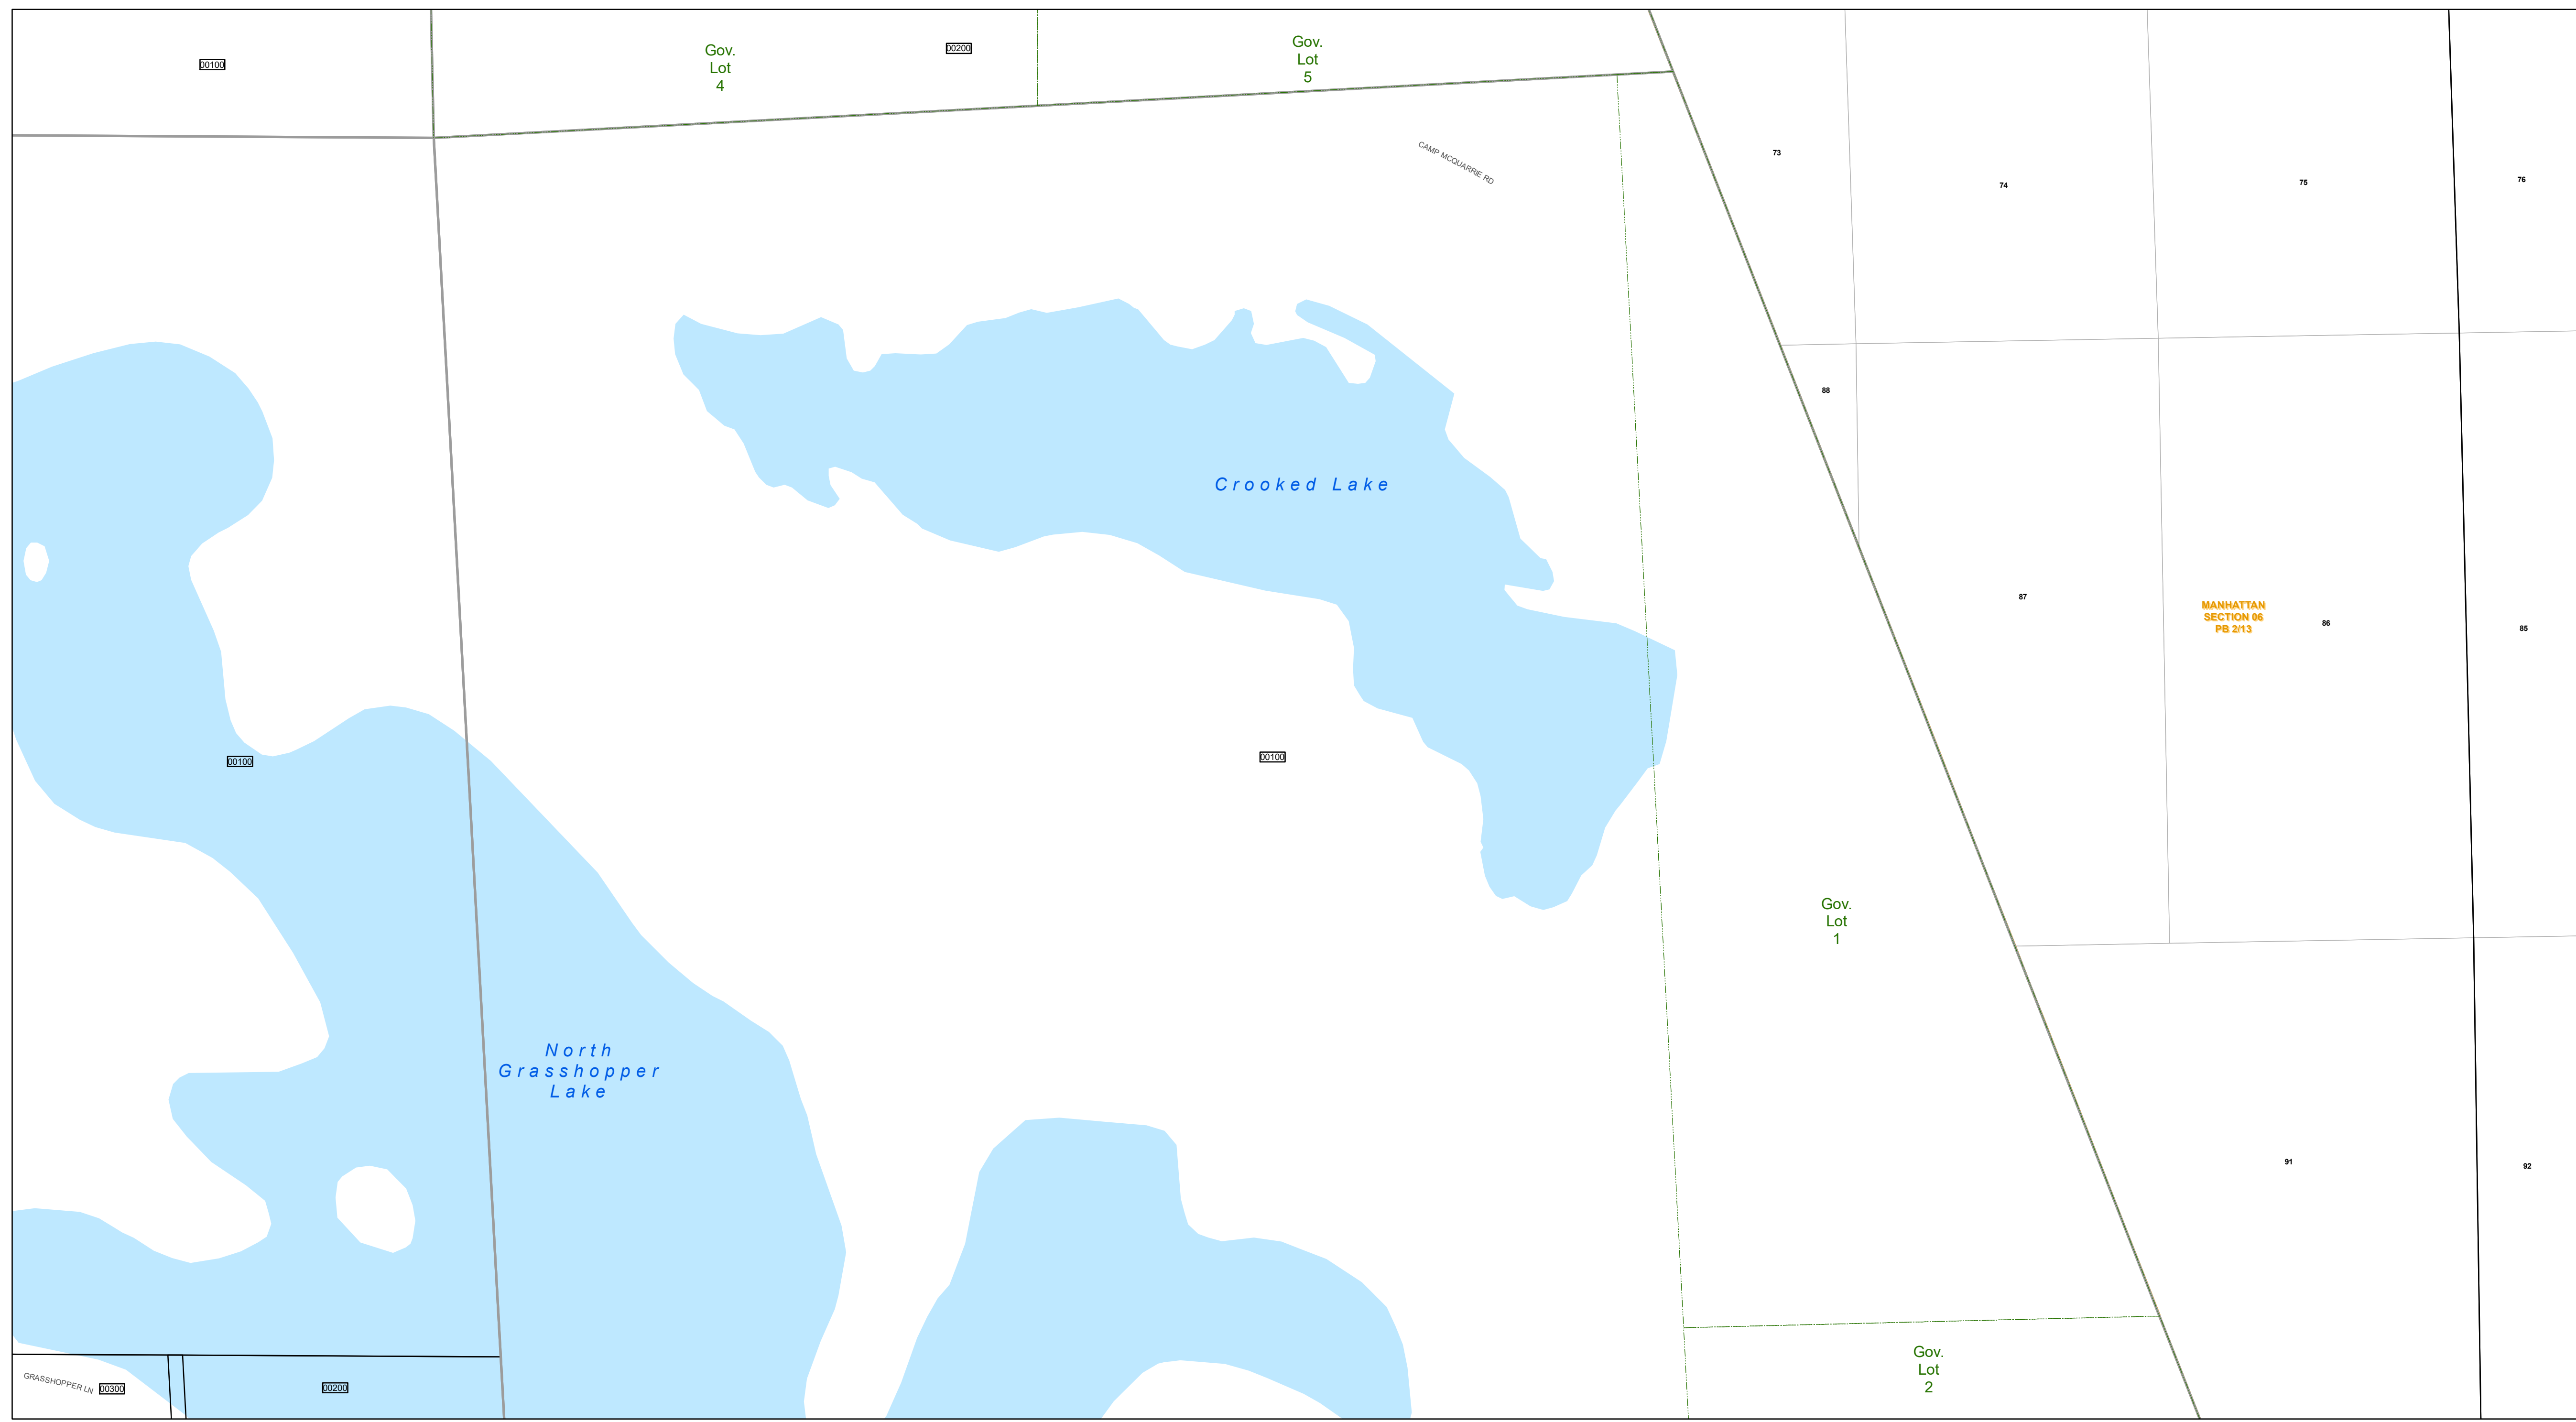 Gov.
Lot
4
00200
Gov.
Lot
5
00100
CAMP MCQUARRIE RD
73
74
75
76
88
Crooked Lake
87
MANHATTAN
SECTION 06
PB 2/13
86
85
00100
00100
Gov.
Lot
1
North
Grasshopper
Lake
91
92
Gov.
Lot
2
GRASSHOPPER LN
00300
00200